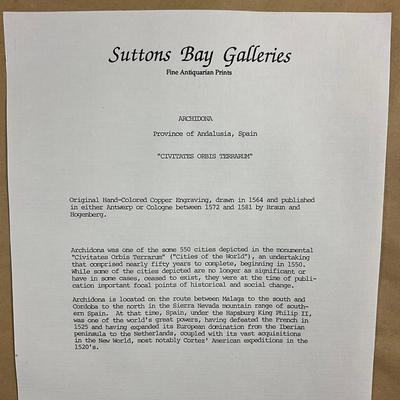 Suttons Bay Galleries
Fine Antiquarian Prints
ARCHIDONA
Province of Andalusia, Spain
"CIVITATES ORBIS TERRARUM"
Original Hand-Colored Copper Engraving, drawn in 1564 and published
in either Antwerp or Cologne between 1572 and 1581 by Braun and
Hogenberg.
Archidona was one of the some 550 cities depicted in the monumental
"Civitates Orbis Terrarum" ("Cities of the World"), an undertaking
that comprised nearly fifty years to complete, beginning in 1550.
While some of the cities depicted are no longer as significant or
have in some cases, ceased to exist, they were at the time of publi-
cation important focal points of historical and social change.
Archidona is located on the route between Malaga to the south and
Cordoba to the north in the Sierra Nevada mountain range of south-
ern Spain. At that time, Spain, under the Hapsburg King Philip II,
was one of the world's great powers, having defeated the French in
1525 and having expanded its European domination from the Iberian
peninsula to the Netherlands, coupled with its vast acquisitions
in the New World, most notably Cortez' American expeditions in the
1520's.